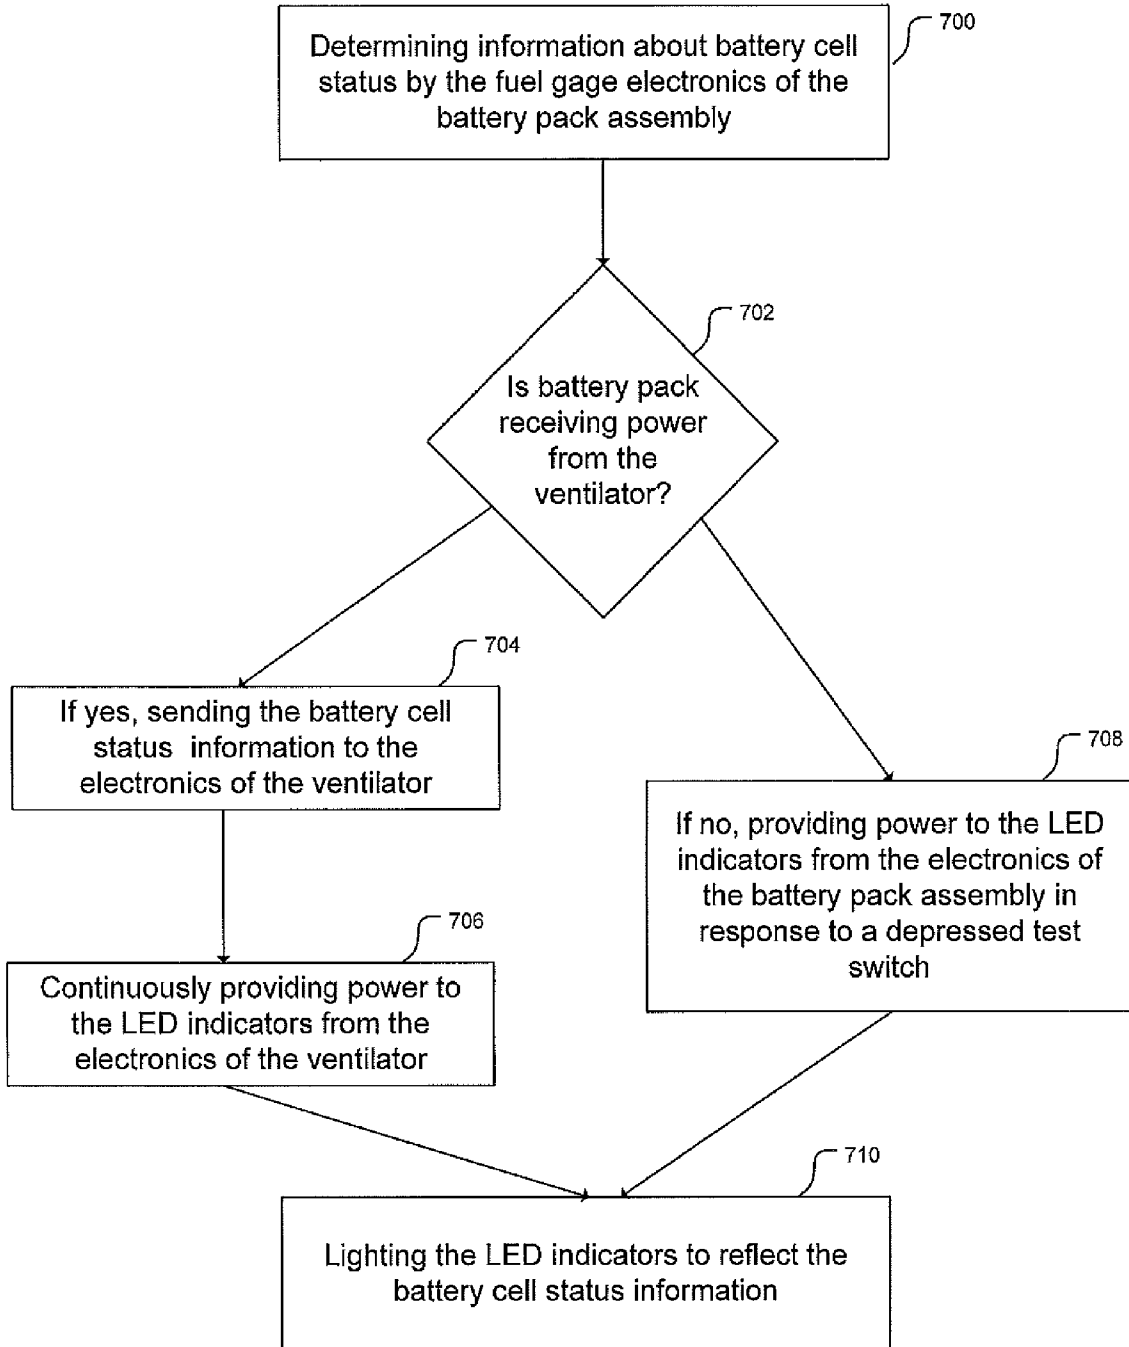 700
Determining information about battery cell
status by the fuel gage electronics of the
battery pack assembly
702
Is battery pack
receiving power
from the
ventilator?
704
If yes, sending the battery cell
status information to the
electronics of the ventilator
706
Continuously providing power to
the LED indicators from the
electronics of the ventilator
708
If no, providing power to the LED
indicators from the electronics of
the battery pack assembly in
response to a depressed test
switch
710
Lighting the LED indicators to reflect the
battery cell status information